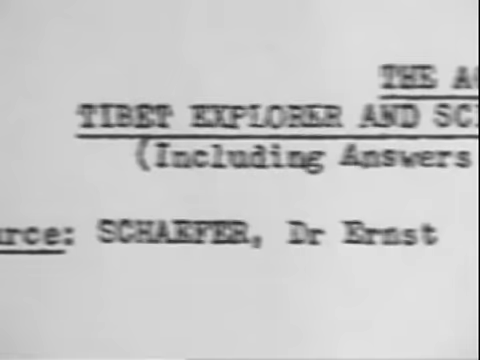 THE A
TIBET EXPLORER AND SC
(Including Answers
urce: SCHAEFER, Dr Ernst